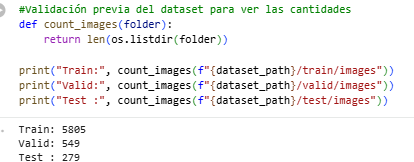 #Validación previa del dataset para ver las cantidades
def count_images(folder):
    return len(os.listdir(folder))

print("Train:", count_images(f"{dataset_path}/train/images"))
print("Valid:", count_images(f"{dataset_path}/valid/images"))
print("Test :", count_images(f"{dataset_path}/test/images"))
Train: 5805
Valid: 549
Test : 279